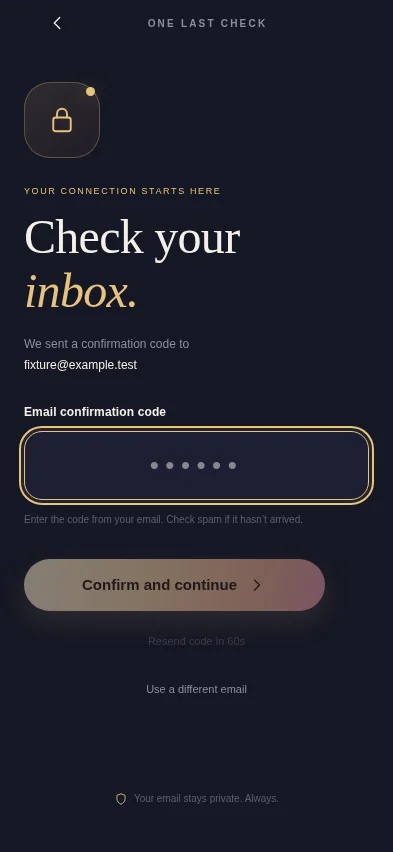 ONE LAST CHECK
YOUR CONNECTION STARTS HERE
Check your
inbox.
We sent a confirmation code to
fixture@example.test
Email confirmation code
Enter the code from your email. Check spam if it hasn't arrived.
Confirm and continue
Resend code in 60s
Use a different email
Your email stays private. Always.